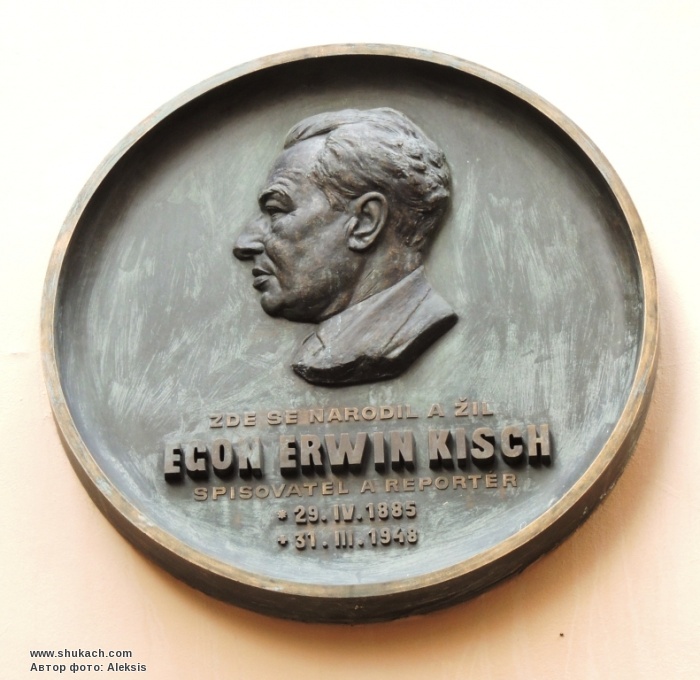 ZDE SE NARODIL A ŽIL
EGON ERWIN KISCH
SPISOVATEL A REPORTÉR
* 29. IV. 1885
+ 31. III. 1948
www.shukach.com
Автор фото: Aleksis